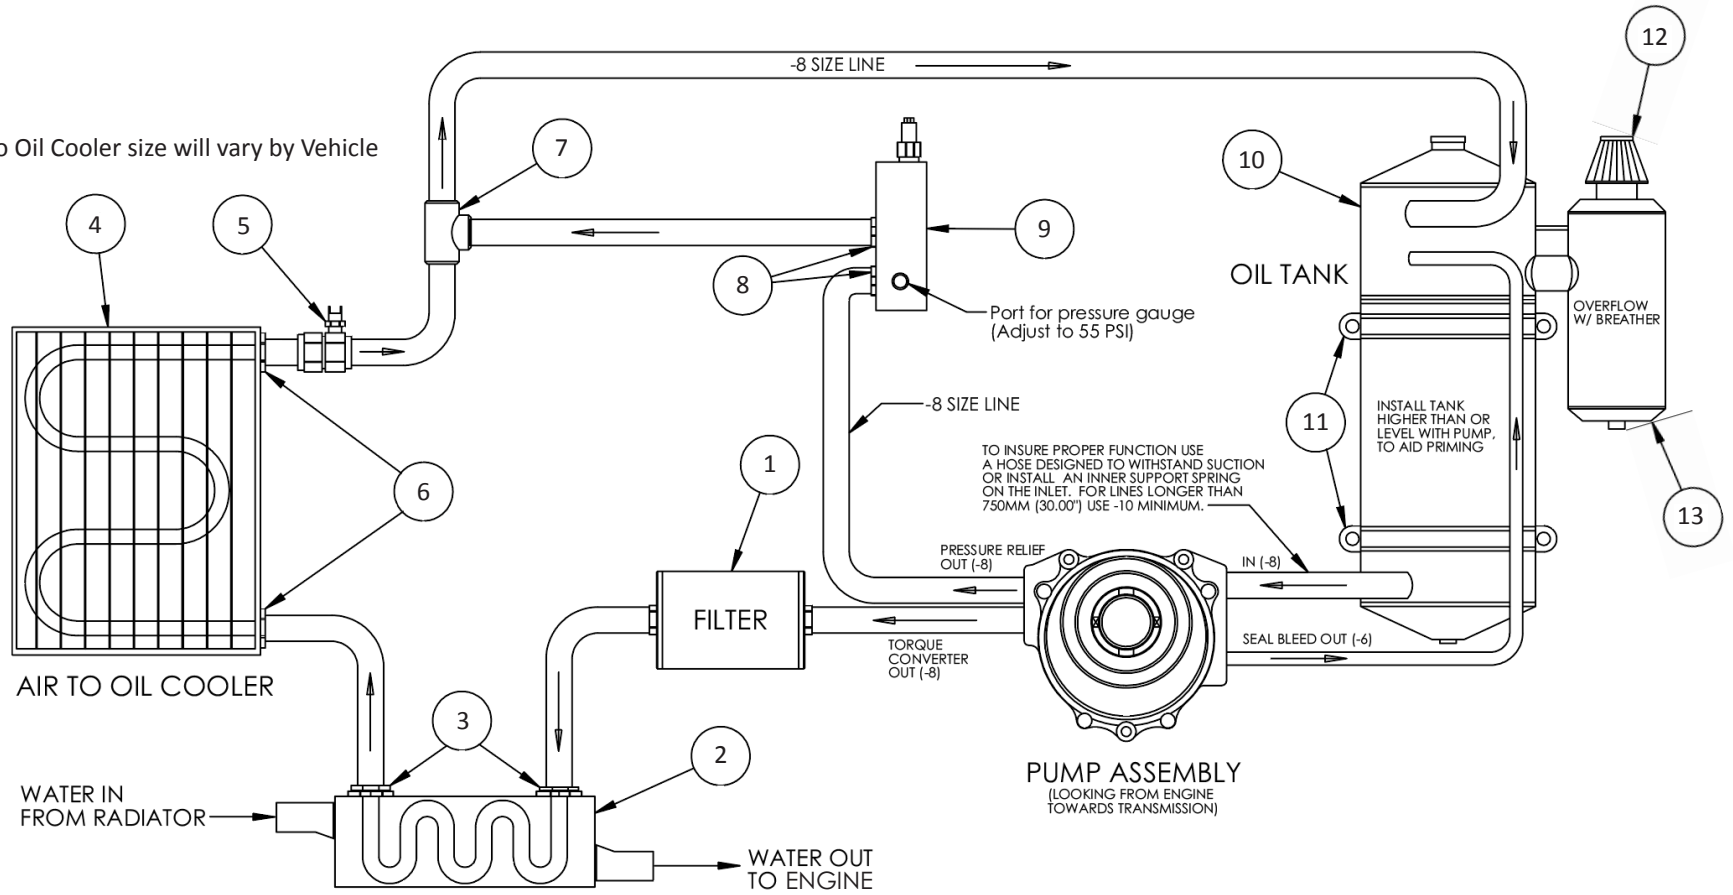 -8 SIZE LINE
12
o Oil Cooler size will vary by Vehicle
7
10
4
5
9
8
OIL TANK
Port for pressure gauge
(Adjust to 55 PSI)
OVERFLOW
W/ BREATHER
-8 SIZE LINE
11
INSTALL TANK
HIGHER THAN OR
LEVEL WITH PUMP,
TO AID PRIMING
1
6
TO INSURE PROPER FUNCTION USE
A HOSE DESIGNED TO WITHSTAND SUCTION
OR INSTALL AN INNER SUPPORT SPRING
ON THE INLET. FOR LINES LONGER THAN
750MM (30.00") USE -10 MINIMUM.
13
PRESSURE RELIEF
OUT (-8)
IN (-8)
FILTER
TORQUE
CONVERTER
OUT (-8)
SEAL BLEED OUT (-6)
AIR TO OIL COOLER
3
2
PUMP ASSEMBLY
(LOOKING FROM ENGINE
TOWARDS TRANSMISSION)
WATER IN
FROM RADIATOR
WATER OUT
TO ENGINE